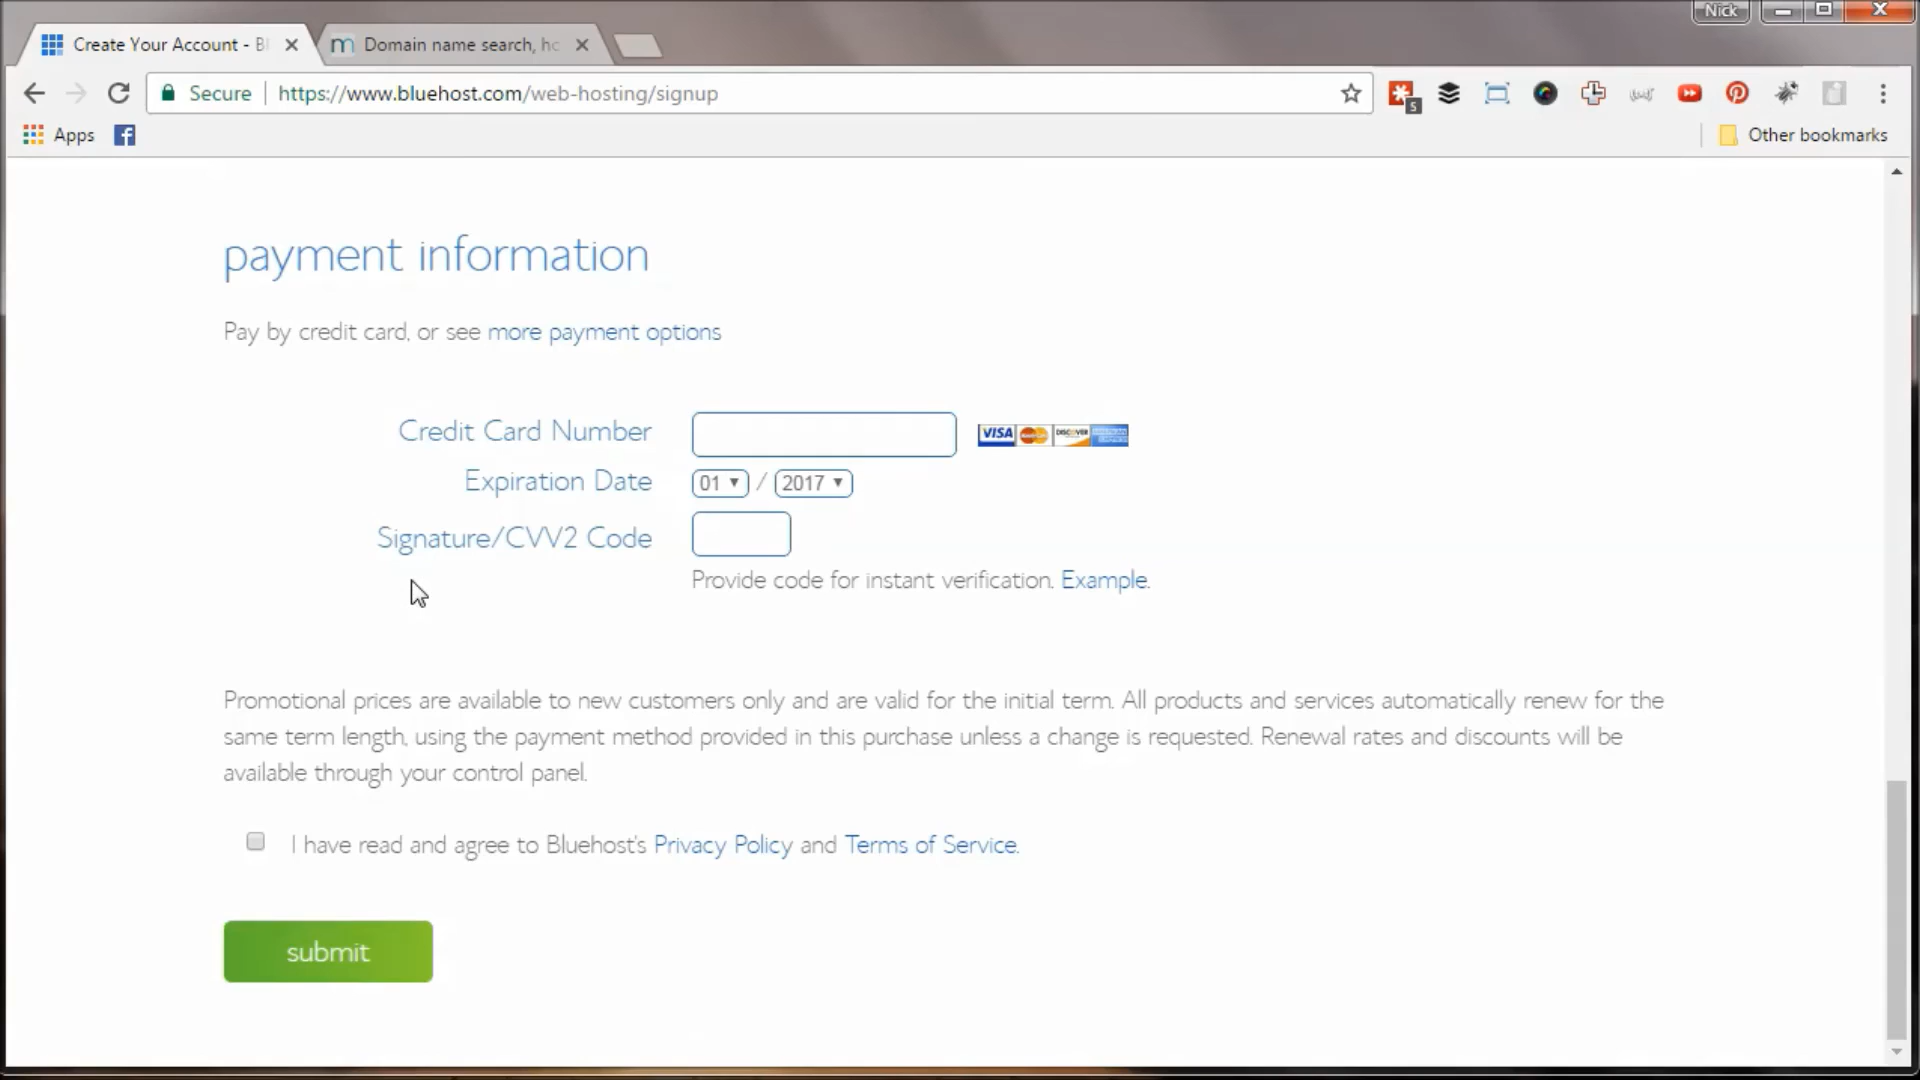 Nick
Create Your Account - Bl
Domain name search, hc
Secure
https://www.bluehost.com/web-hosting/signup
5
Apps
Other bookmarks
payment information
Pay by credit card, or see more payment options
Credit Card Number
VISA
DISCOVER
Expiration Date
01 / 2017
Signature/CVV2 Code
Provide code for instant verification. Example.
Promotional prices are available to new customers only and are valid for the initial term. All products and services automatically renew for the
same term length, using the payment method provided in this purchase unless a change is requested. Renewal rates and discounts will be
available through your control panel.
I have read and agree to Bluehost's Privacy Policy and Terms of Service.
submit